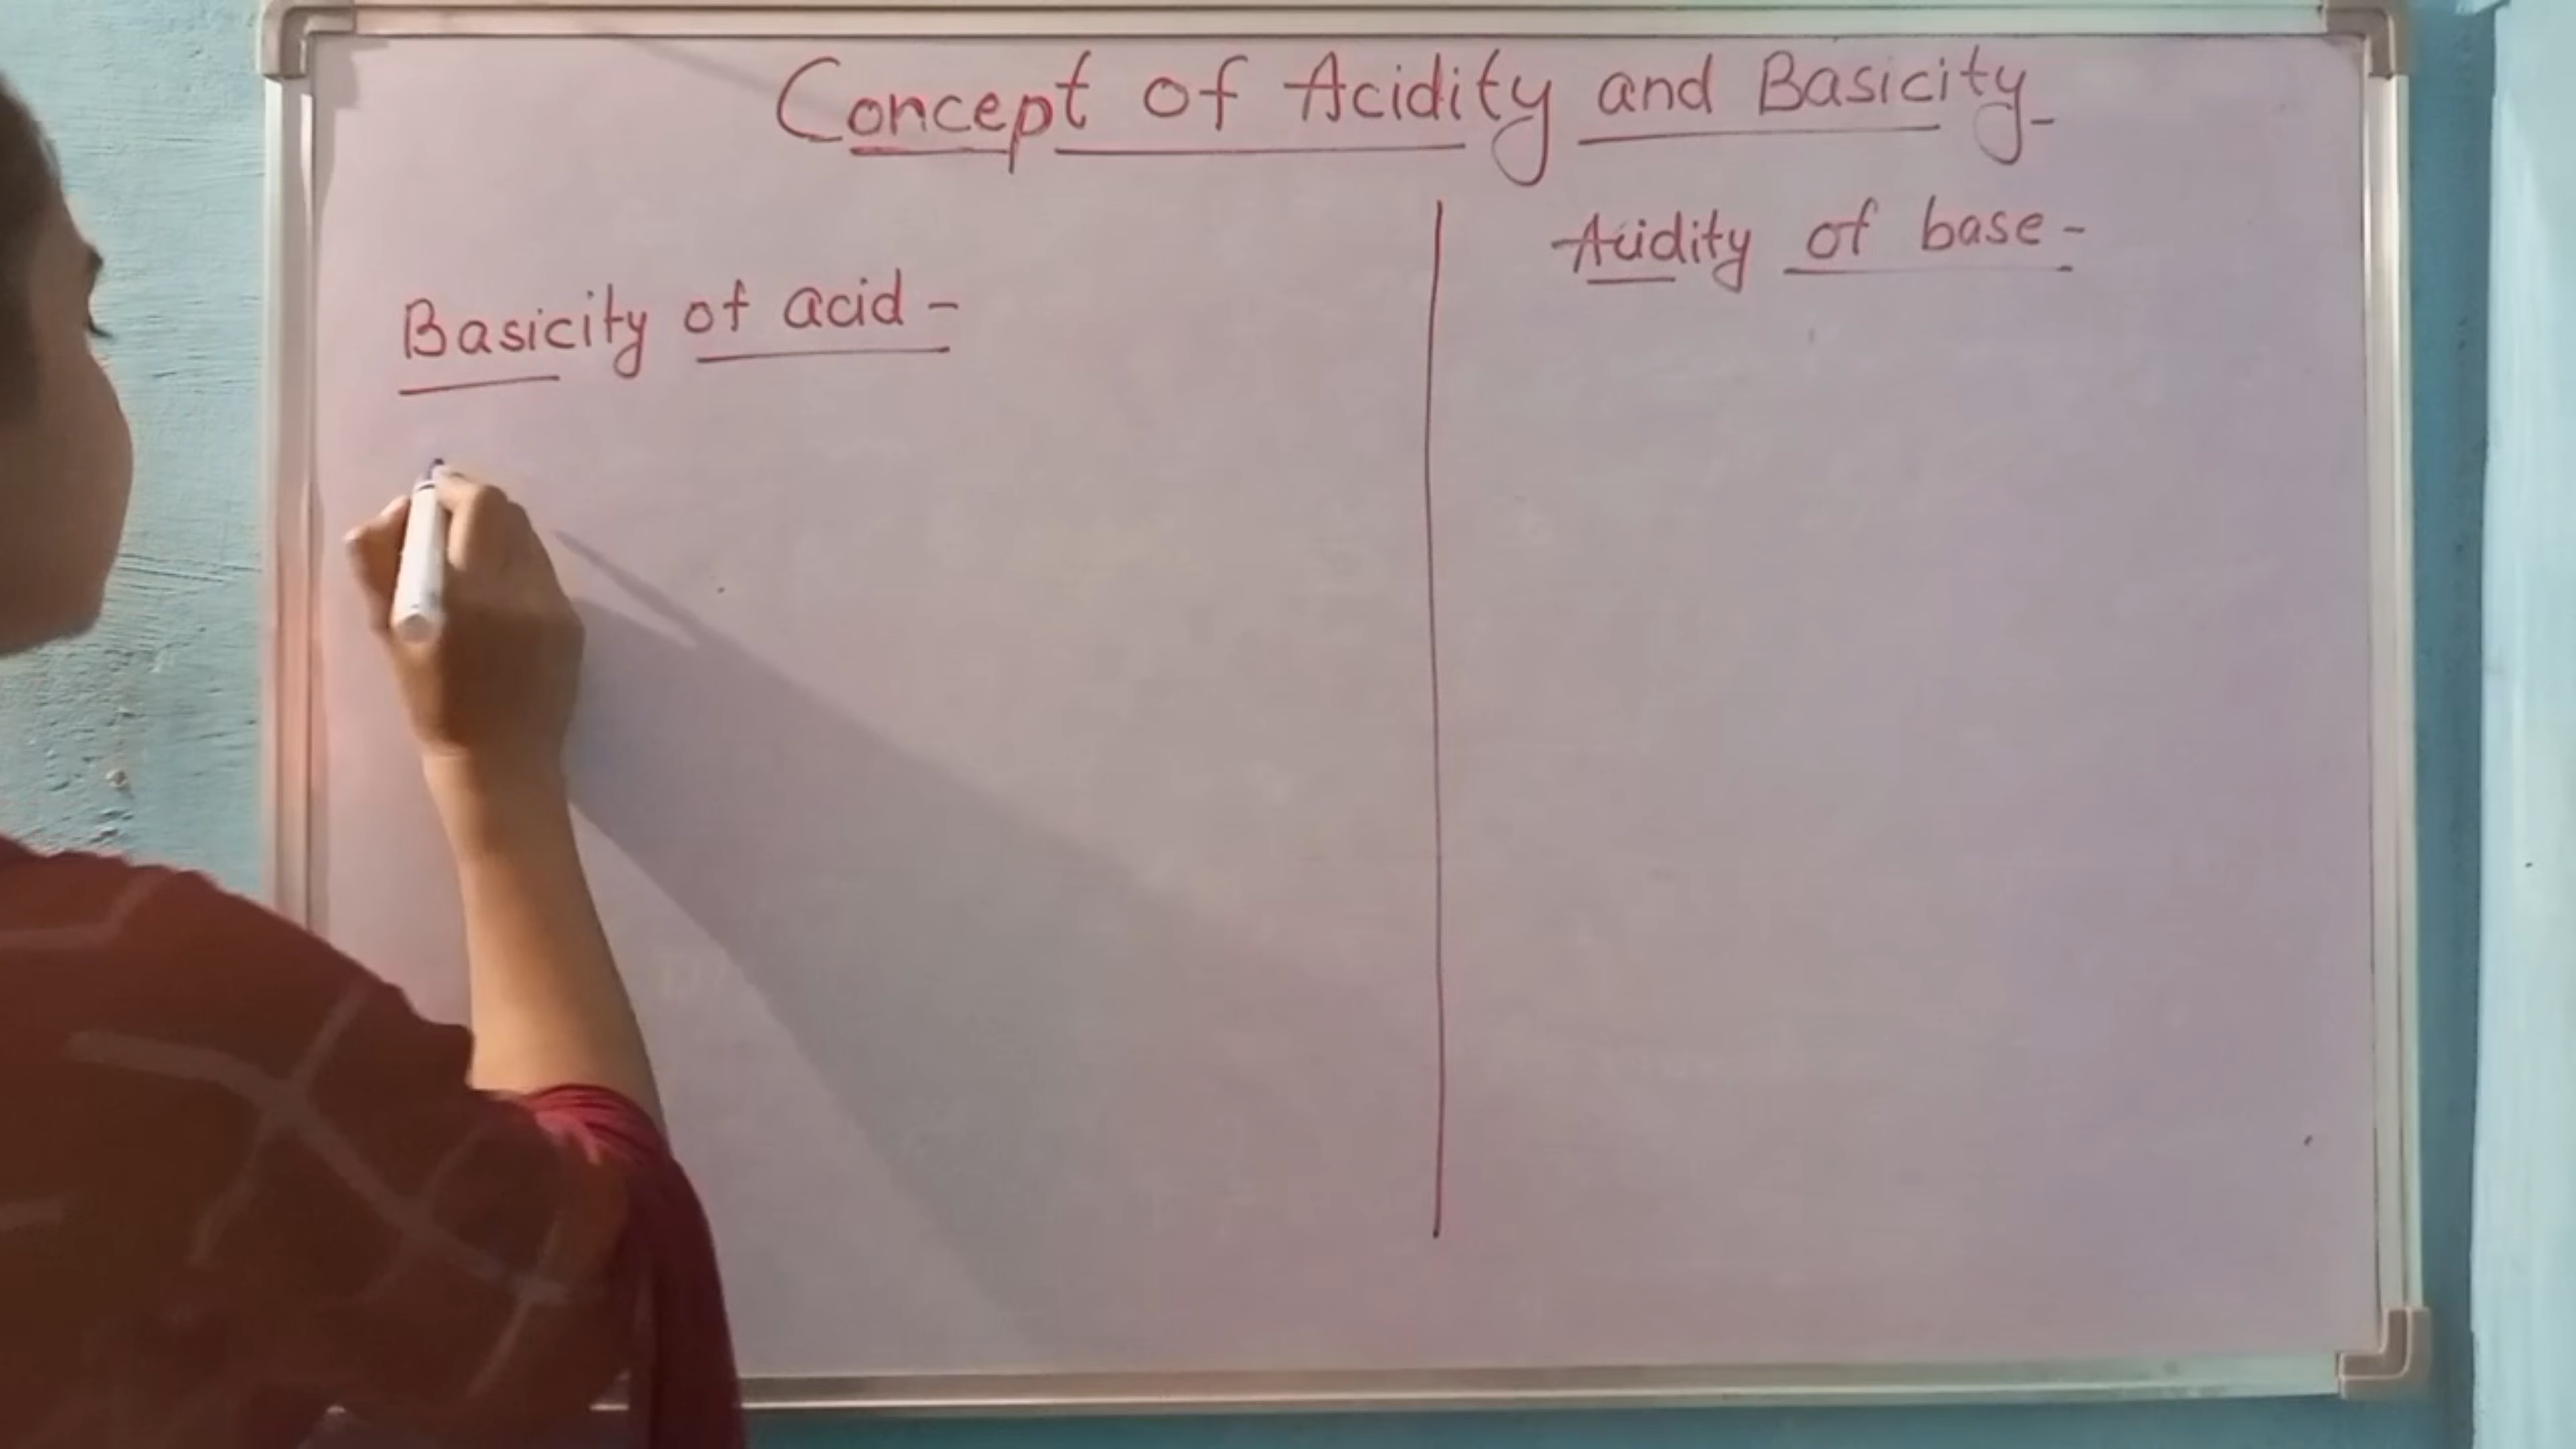 Concept of Acidity and Basicity-
Basicity of acid-
Acidity of base-